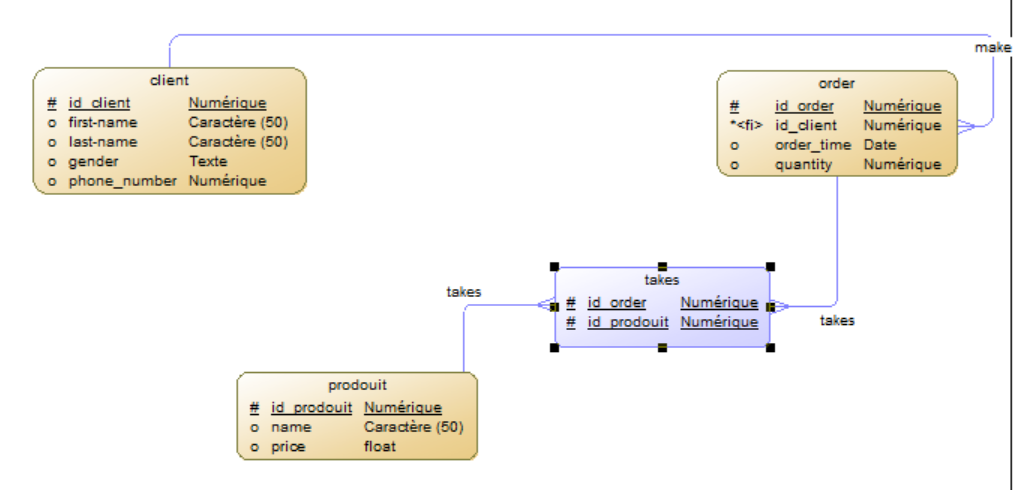 make
client
# id_client Numérique
o first-name Caractère (50)
o last-name Caractère (50)
o gender Texte
o phone_number Numérique
order
# id_order Numérique
*<fi> id_client Numérique
o order_time Date
o quantity Numérique
takes
takes
# id_order Numérique
# id_prodouit Numérique
takes
prodouit
# id_prodouit Numérique
o name Caractère (50)
o price float